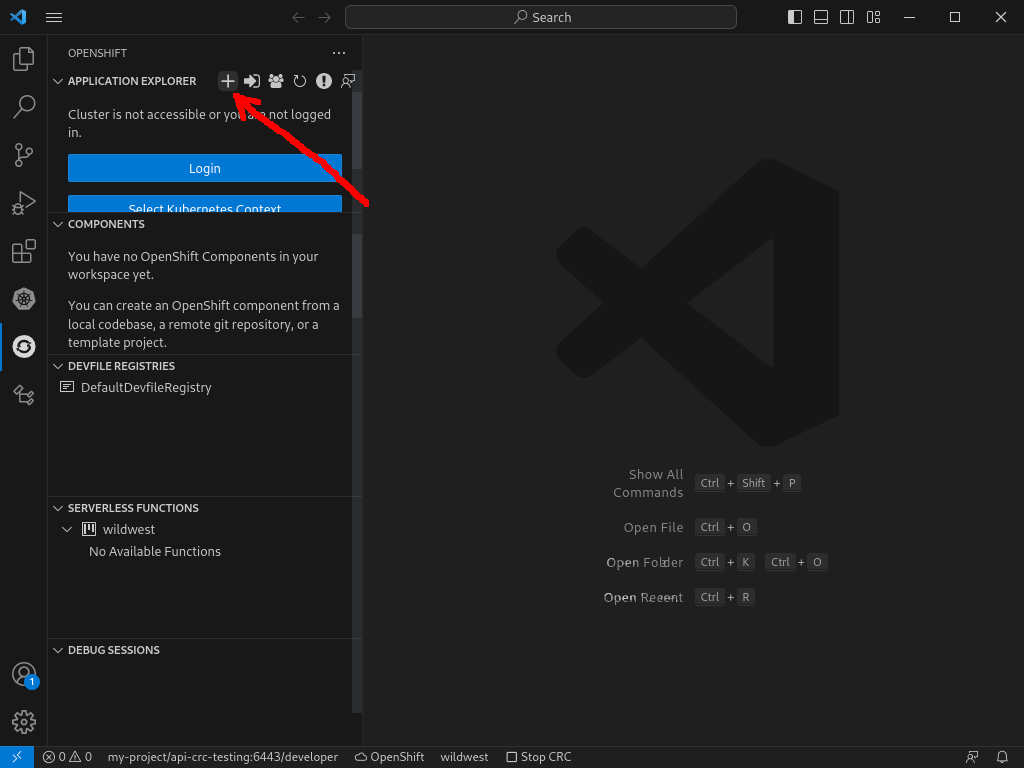 Search
OPENSHIFT
APPLICATION EXPLORER
Cluster is not accessible or you are not logged
in.
Login
Select Kubernetes Context
COMPONENTS
You have no OpenShift Components in your
workspace yet.
You can create an OpenShift component from a
local codebase, a remote git repository, or a
template project.
DEVFILE REGISTRIES
DefaultDevfileRegistry
SERVERLESS FUNCTIONS
wildwest
No Available Functions
DEBUG SESSIONS
Show All
Commands
Ctrl + Shift + P
Open File Ctrl + O
Open Folder Ctrl + K Ctrl + O
Open Recent Ctrl + R
1
0 0 my-project/api-crc-testing:6443/developer OpenShift wildwest Stop CRC